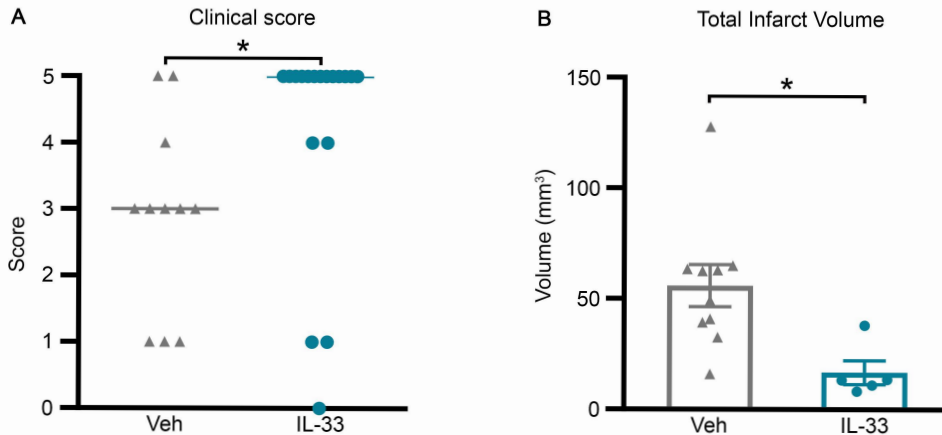 A
Clinical score
*
5
4
3
2
1
0
Score
Veh
IL-33
B
Total Infarct Volume
*
150
100
50
0
Volume (mm³)
Veh
IL-33